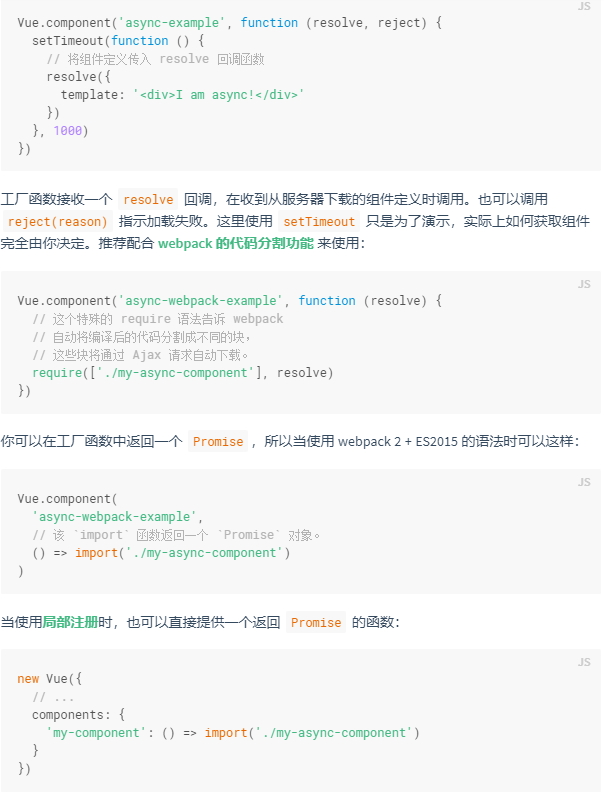 JS
Vue.component('async-example', function (resolve, reject) {
  setTimeout(function () {
    // 将组件定义传入 resolve 回调函数
    resolve({
      template: '<div>I am async!</div>'
    })
  }, 1000)
})
工厂函数接收一个 resolve 回调，在收到从服务器下载的组件定义时调用。也可以调用
reject(reason) 指示加载失败。这里使用 setTimeout 只是为了演示，实际上如何获取组件
完全由你决定。推荐配合 webpack 的代码分割功能 来使用：
JS
Vue.component('async-webpack-example', function (resolve) {
  // 这个特殊的 require 语法告诉 webpack
  // 自动将编译后的代码分割成不同的块，
  // 这些块将通过 Ajax 请求自动下载。
  require(['./my-async-component'], resolve)
})
你可以在工厂函数中返回一个 Promise ，所以当使用 webpack 2 + ES2015 的语法时可以这样：
JS
Vue.component(
  'async-webpack-example',
  // 该 `import` 函数返回一个 `Promise` 对象。
  () => import('./my-async-component')
)
当使用局部注册时，也可以直接提供一个返回 Promise 的函数：
JS
new Vue({
  // ...
  components: {
    'my-component': () => import('./my-async-component')
  }
})